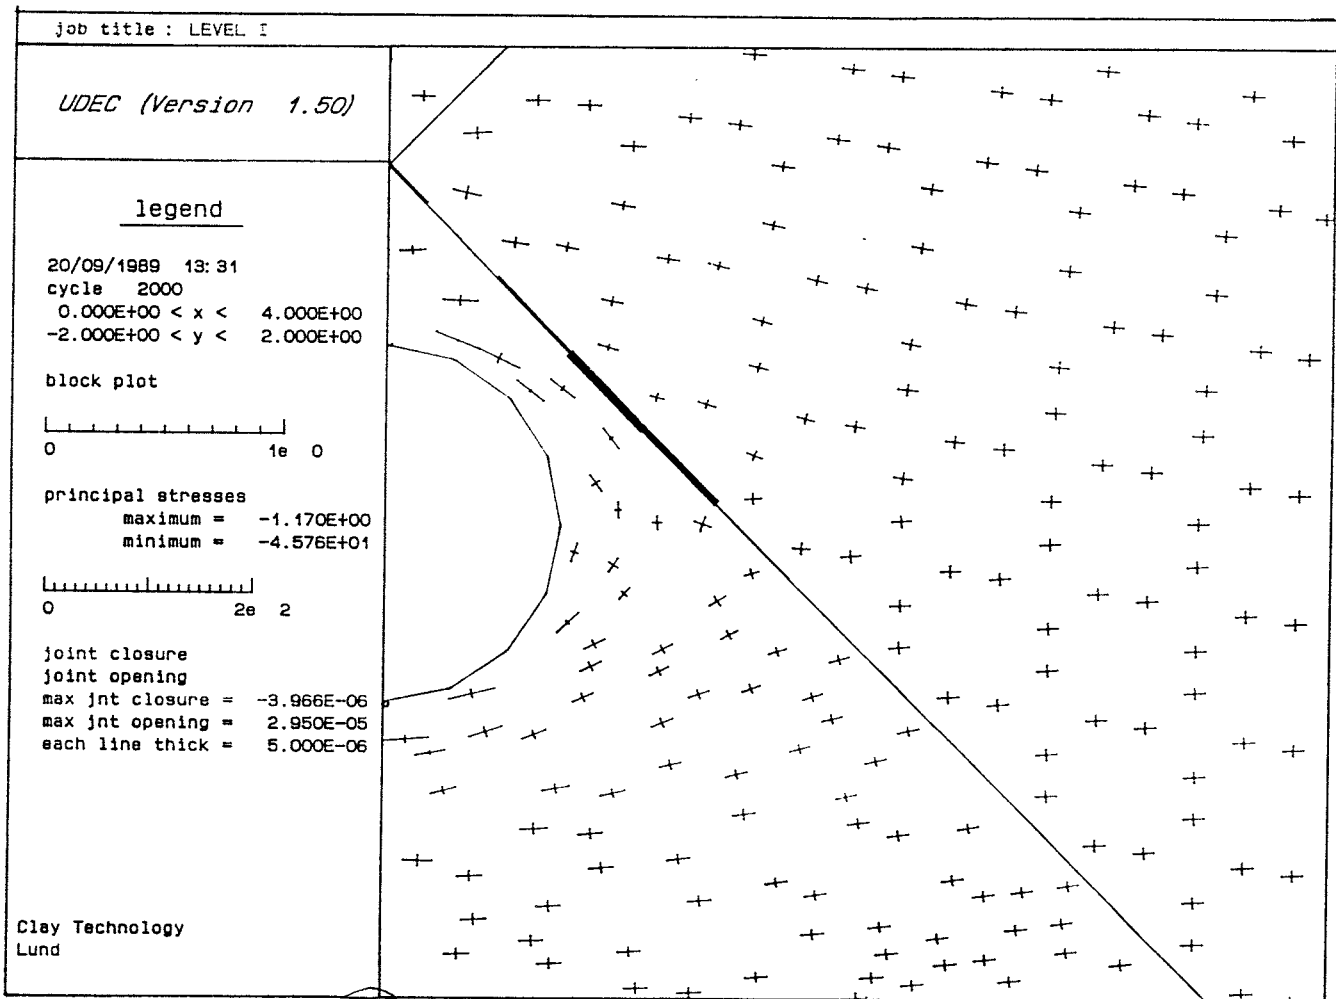 job title : LEVEL I
UDEC (Version 1.50)
legend
20/09/1989 13:31
cycle 2000
0.000E+00 < x < 4.000E+00
-2.000E+00 < y < 2.000E+00
block plot
0 1e 0
principal stresses
maximum = -1.170E+00
minimum = -4.576E+01
0 2e 2
joint closure
joint opening
max jnt closure = -3.966E-06
max jnt opening = 2.950E-05
each line thick = 5.000E-06
Clay Technology
Lund